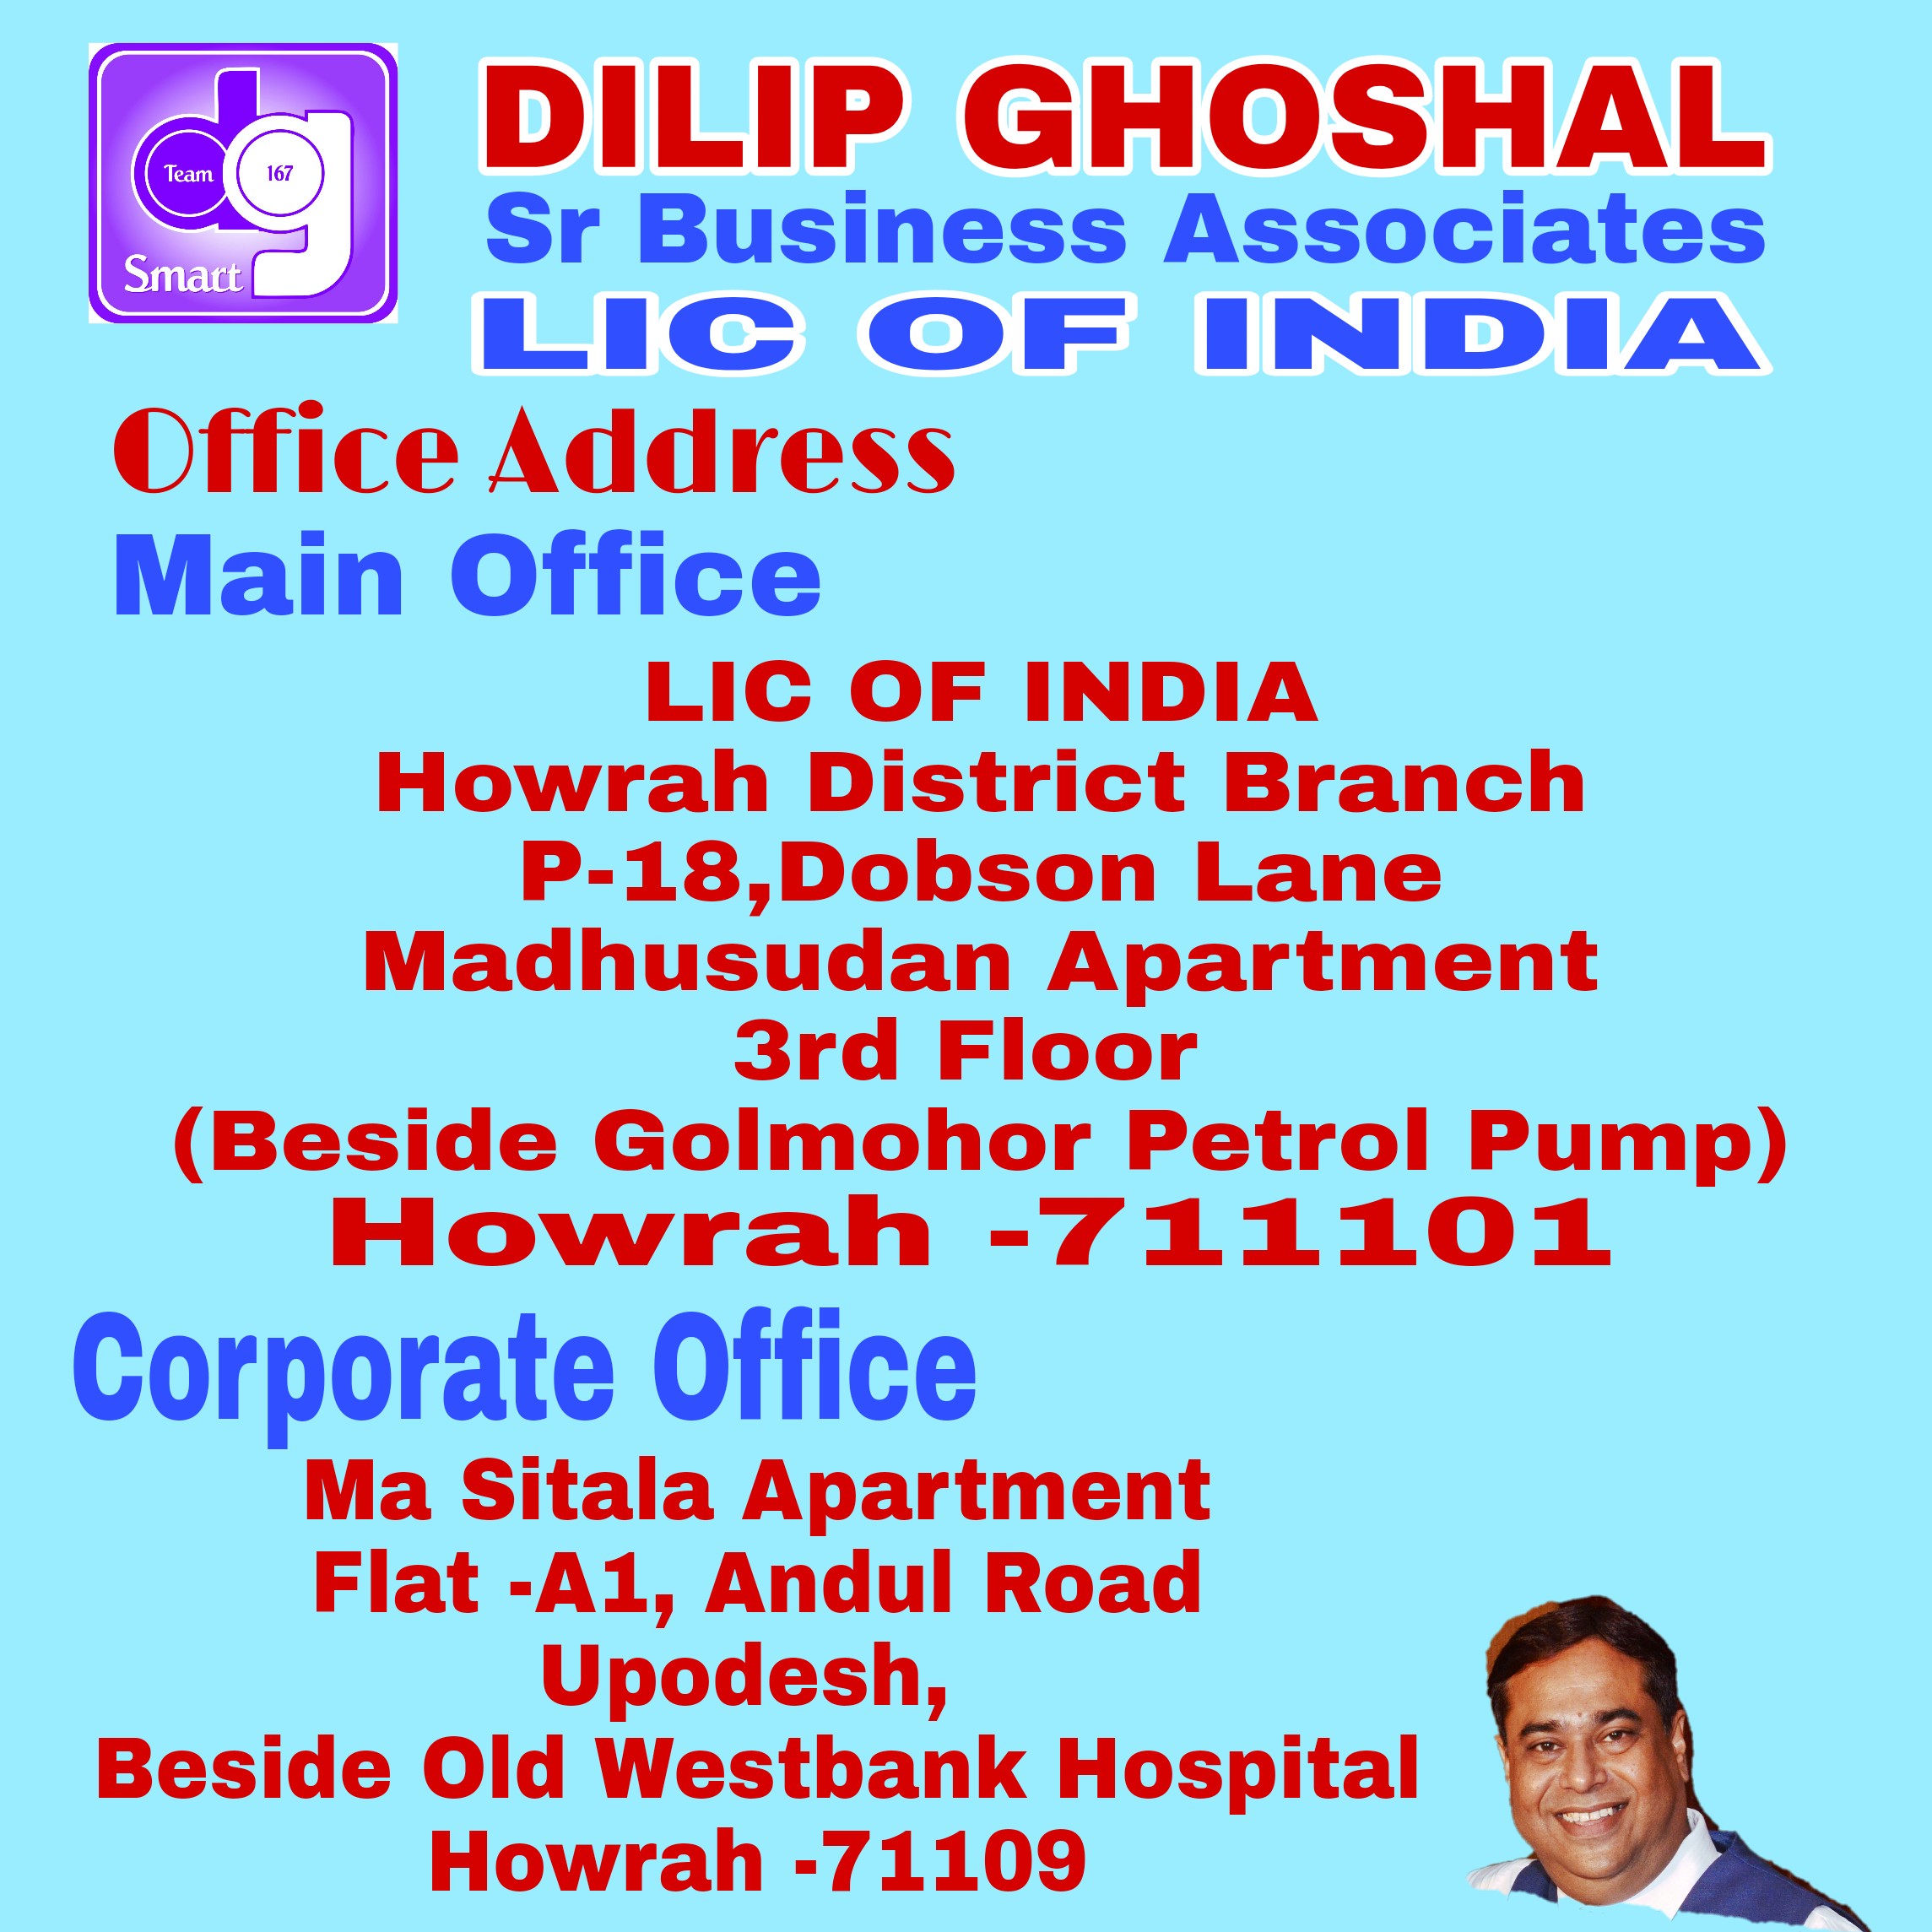 Team 167
Smart
DILIP GHOSHAL
Sr Business Associates
LIC OF INDIA
Office Address
Main Office
LIC OF INDIA
Howrah District Branch
P-18,Dobson Lane
Madhusudan Apartment
3rd Floor
(Beside Golmohor Petrol Pump)
Howrah -711101
Corporate Office
Ma Sitala Apartment
Flat -A1, Andul Road
Upodesh,
Beside Old Westbank Hospital
Howrah -71109